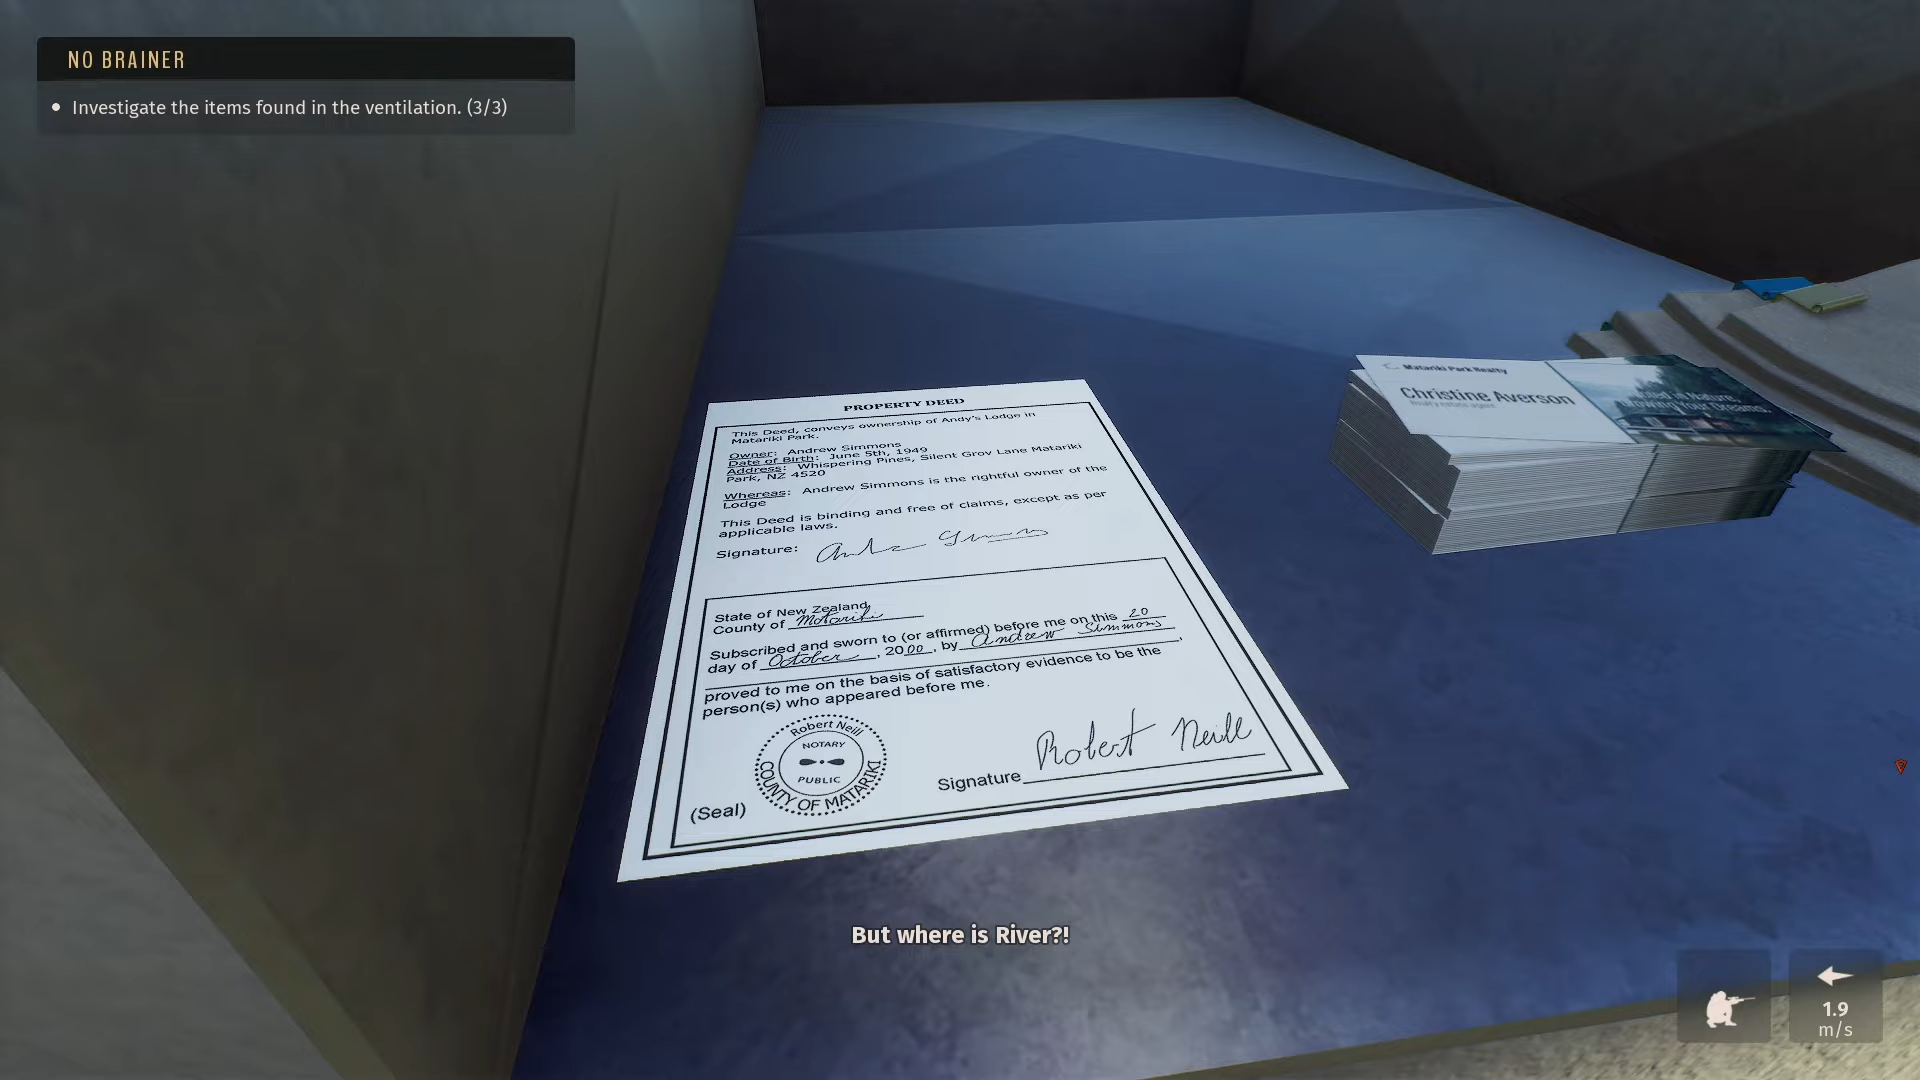 NO BRAINER
Investigate the items found in the ventilation. (3/3)
PROPERTY DEED
This Deed, conveys ownership of Andy's Lodge in
Matariki Park.
Owner: Andrew Simmons
Date of Birth: June 5th, 1949
Address: Whispering Pines, Silent Grov Lane Matariki
Park, NZ 4520
Whereas: Andrew Simmons is the rightful owner of the
Lodge
This Deed is binding and free of claims, except as per
applicable laws.
Signature:
State of New Zealand
County of Matariki
Subscribed and sworn to (or affirmed) before me on this 20
day of October, 2000, by Andrew Simmons,
proved to me on the basis of satisfactory evidence to be the
person(s) who appeared before me.
Robert Neill
NOTARY
PUBLIC
COUNTY OF MATARIKI
(Seal)
Signature Robert Neill
Matariki Park Realty
Christine Averson
But where is River?!
1.9
m/s